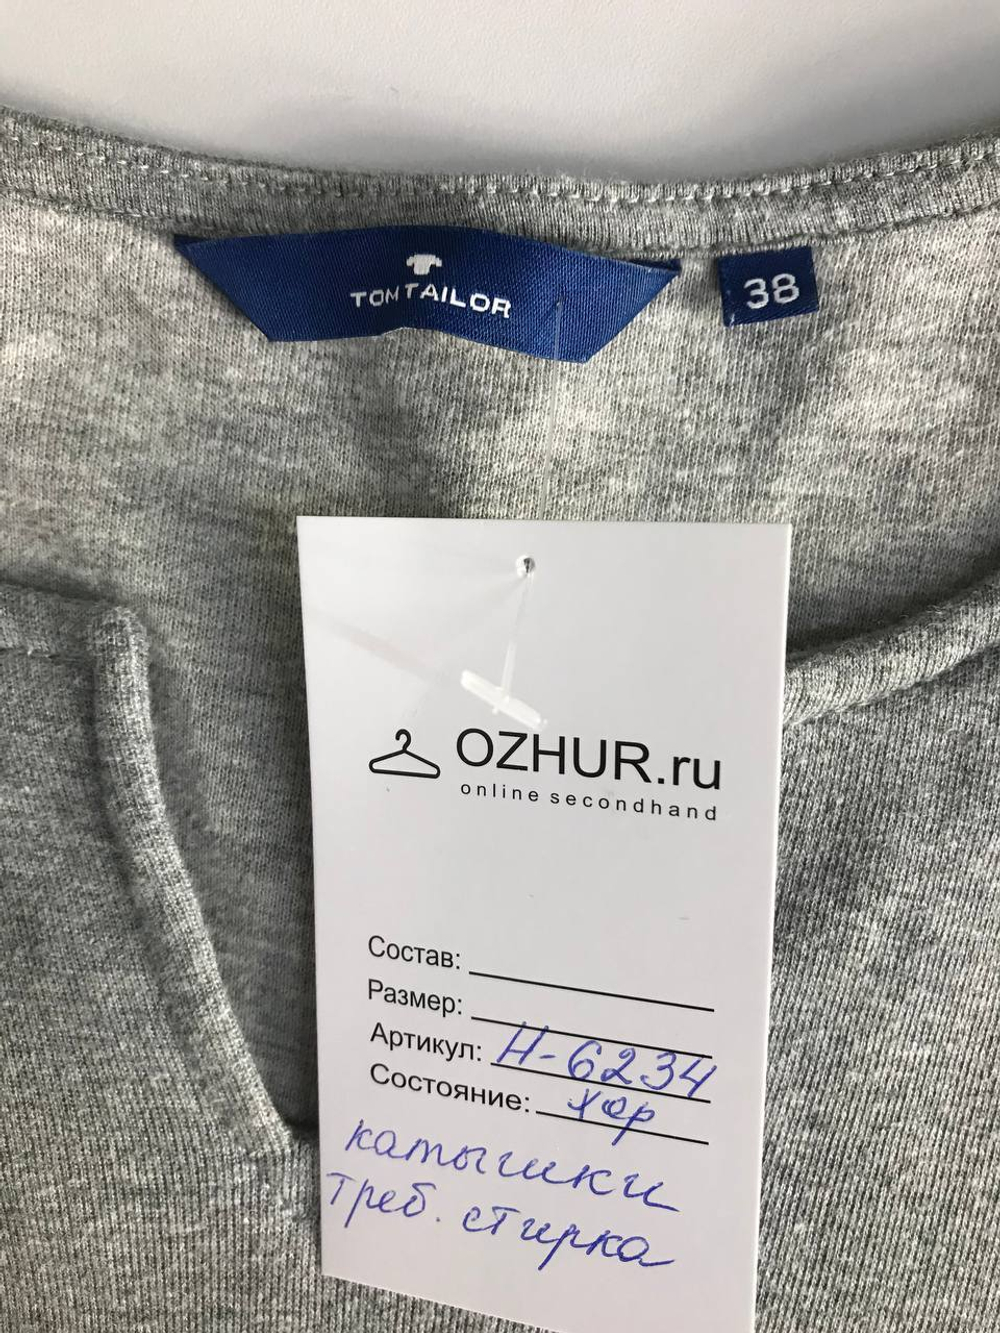 TOM TAILOR
38
OZHUR.ru
online secondhand
Состав:
Размер:
Артикул: Н-6234
Состояние: хор
катышки
треб. стирка